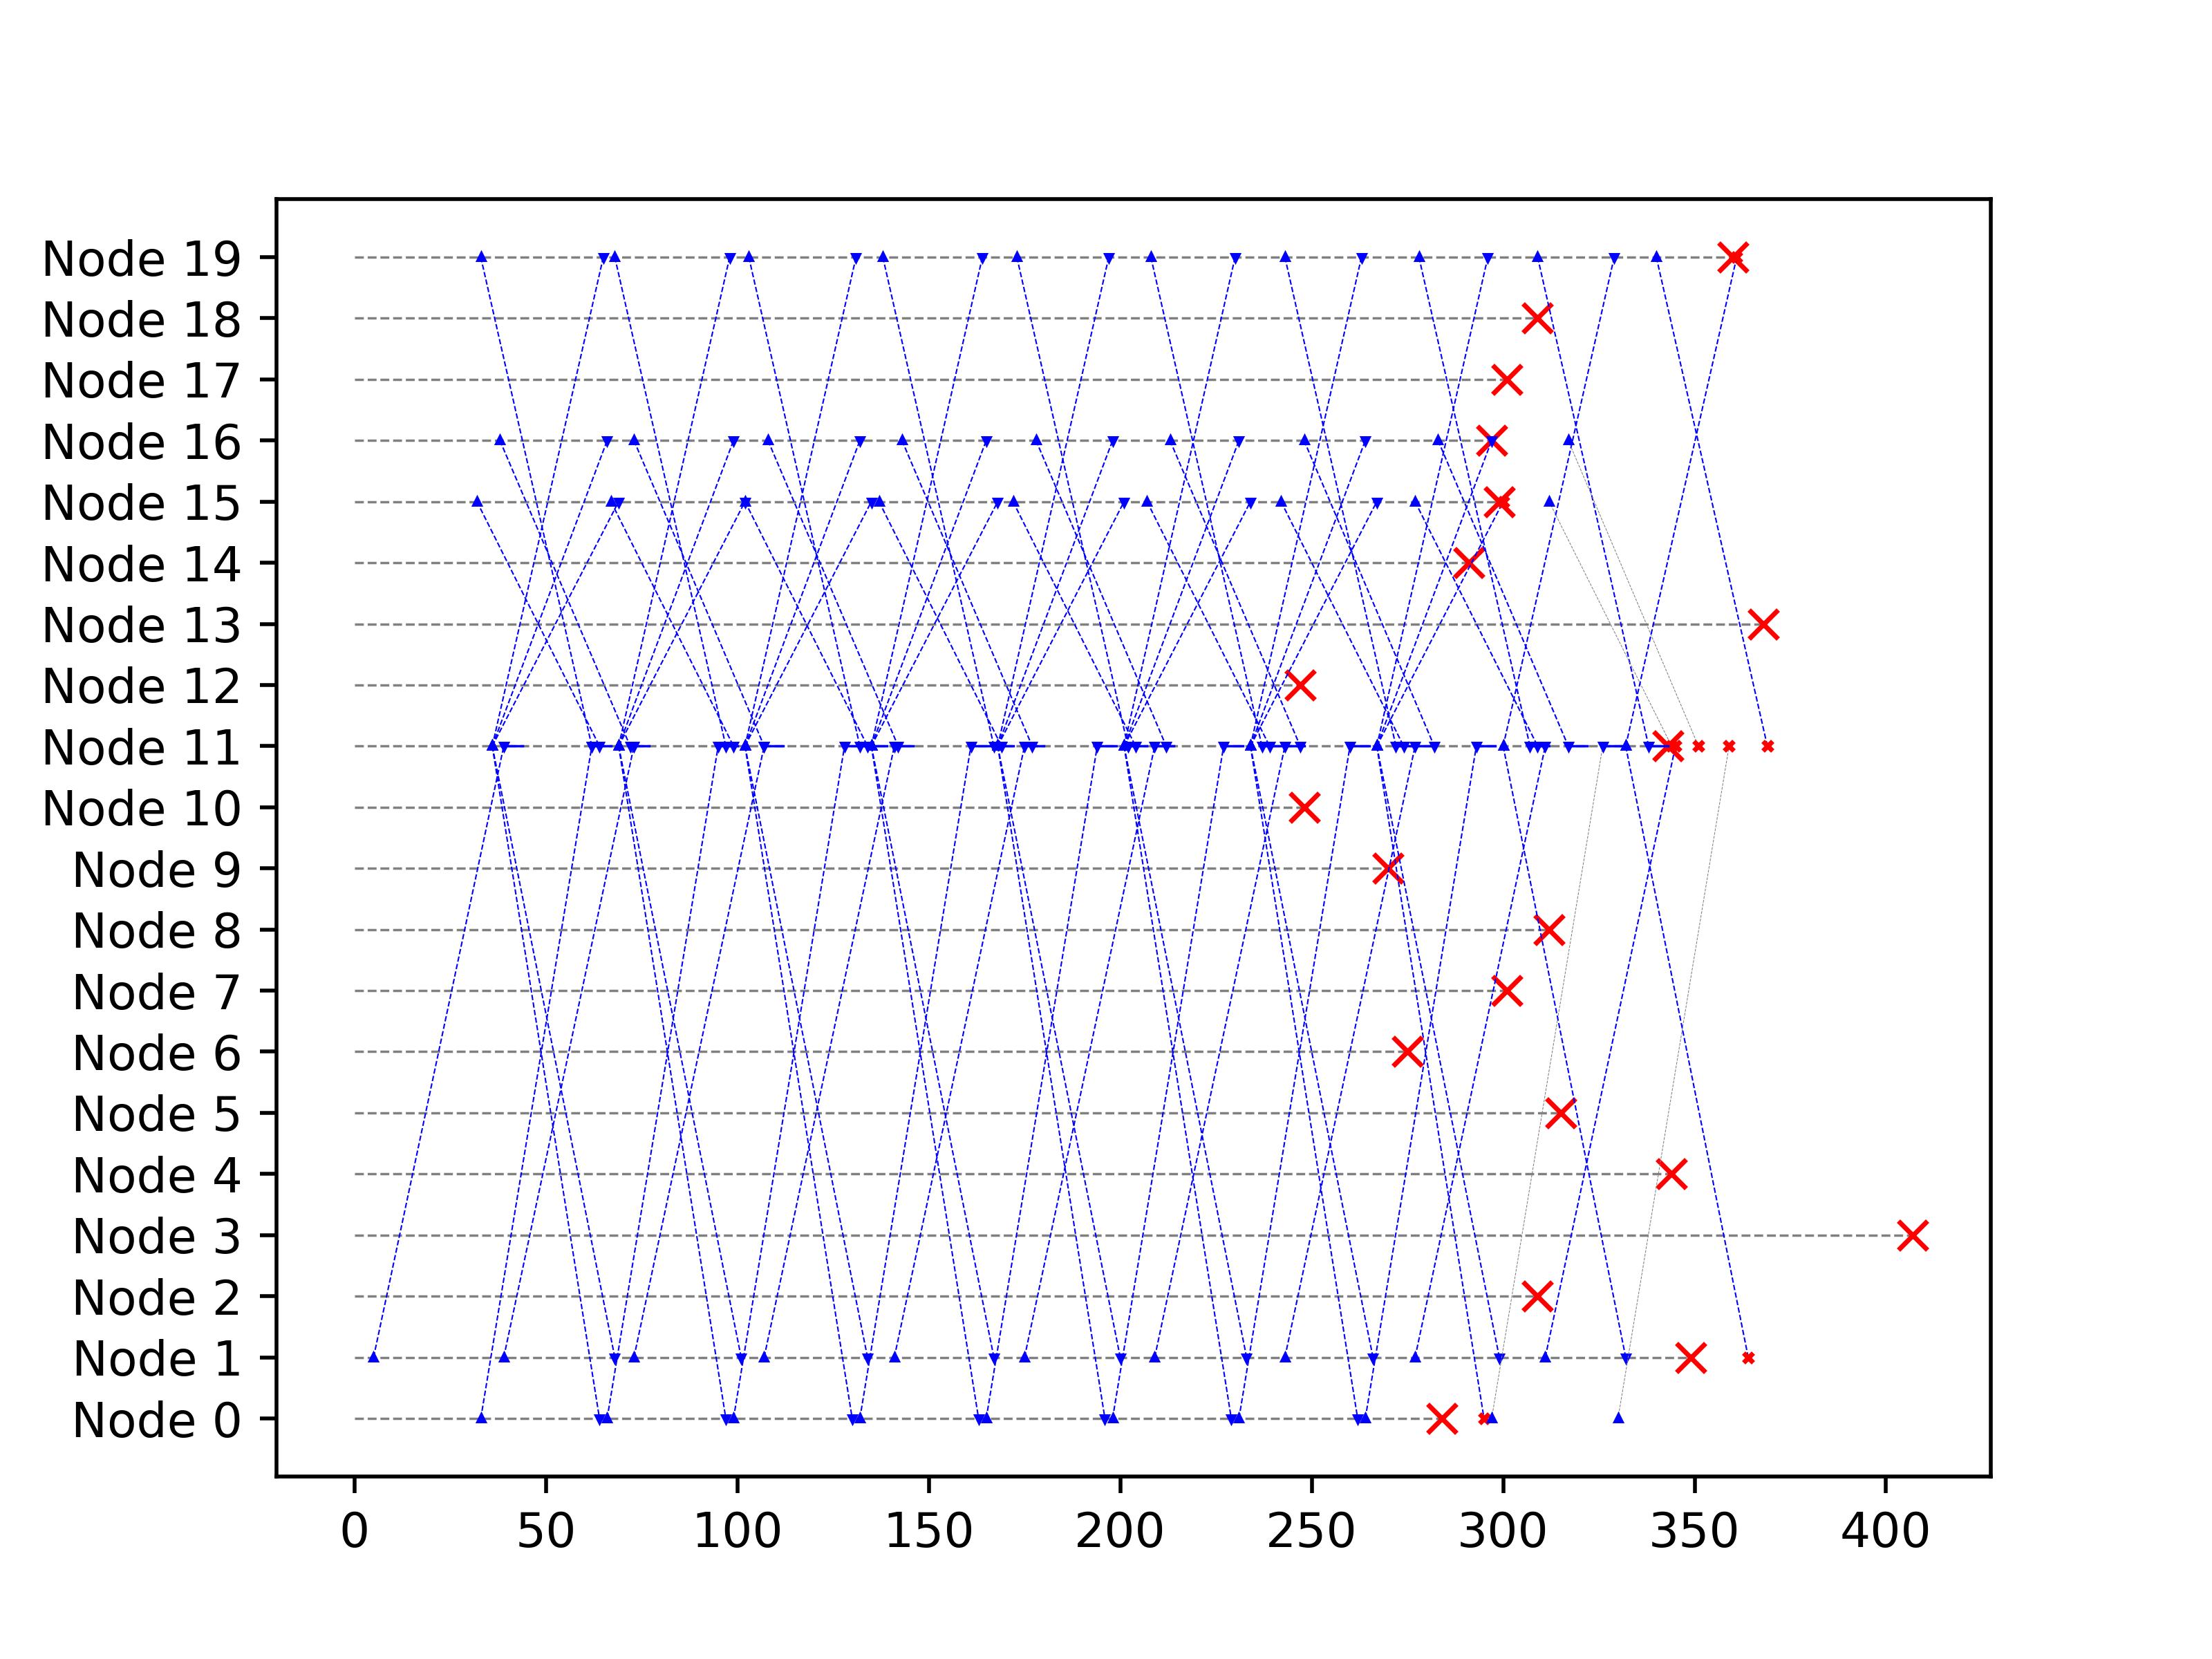 Node 19
Node 18
Node 17
Node 16
Node 15
Node 14
Node 13
Node 12
Node 11
Node 10
Node 9
Node 8
Node 7
Node 6
Node 5
Node 4
Node 3
Node 2
Node 1
Node 0
0 50 100 150 200 250 300 350 400